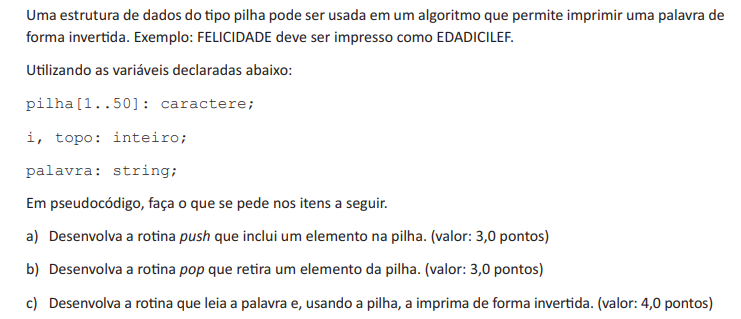 Uma estrutura de dados do tipo pilha pode ser usada em um algoritmo que permite imprimir uma palavra de
forma invertida. Exemplo: FELICIDADE deve ser impresso como EDADICILEF.
Utilizando as variáveis declaradas abaixo:
pilha[1..50]: caractere;
i, topo: inteiro;
palavra: string;
Em pseudocódigo, faça o que se pede nos itens a seguir.
a) Desenvolva a rotina push que inclui um elemento na pilha. (valor: 3,0 pontos)
b) Desenvolva a rotina pop que retira um elemento da pilha. (valor: 3,0 pontos)
c) Desenvolva a rotina que leia a palavra e, usando a pilha, a imprima de forma invertida. (valor: 4,0 pontos)